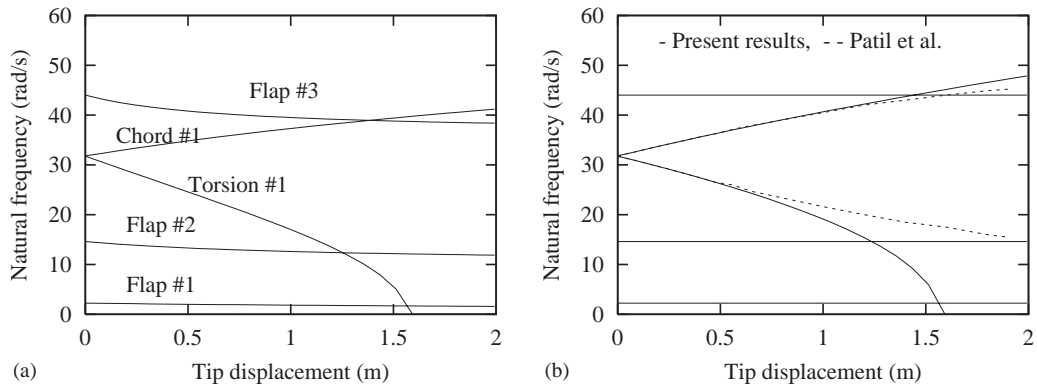 60
50
40
30
20
10
0
Natural frequency (rad/s)
Flap #3
Chord #1
Torsion #1
Flap #2
Flap #1
0 0.5 1 1.5 2
(a) Tip displacement (m)
60
50
40
30
20
10
0
Natural frequency (rad/s)
- Present results, - - Patil et al.
0 0.5 1 1.5 2
(b) Tip displacement (m)